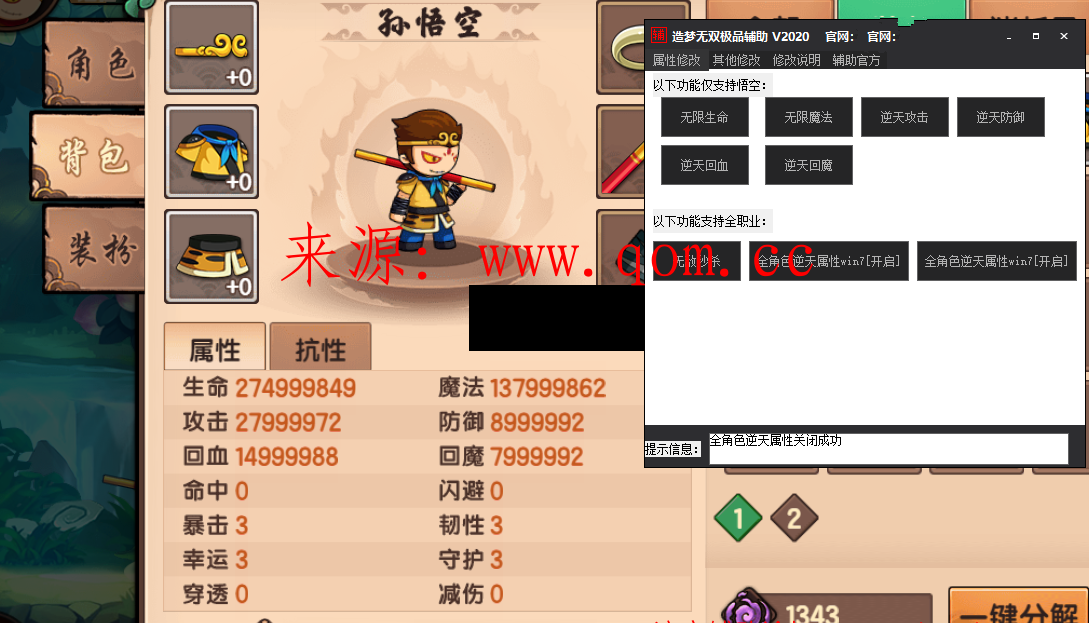 孙悟空
角色
背包
装扮
+0
+0
+0
属性 抗性
生命 274999849 魔法 137999862
攻击 27999972 防御 8999992
回血 14999988 回魔 7999992
命中 0 闪避 0
暴击 3 韧性 3
幸运 3 守护 3
穿透 0 减伤 0
辅 造梦无双极品辅助 V2020 官网: 官网:
属性修改 其他修改 修改说明 辅助官方
以下功能仅支持悟空:
无限生命 无限魔法 逆天攻击 逆天防御
逆天回血 逆天回魔
以下功能支持全职业:
无敌秒杀 全角色逆天属性win7[开启] 全角色逆天属性win7[开启]
来源: www.qom.cc
提示信息: 全角色逆天属性关闭成功
1 2
1343 一键分解